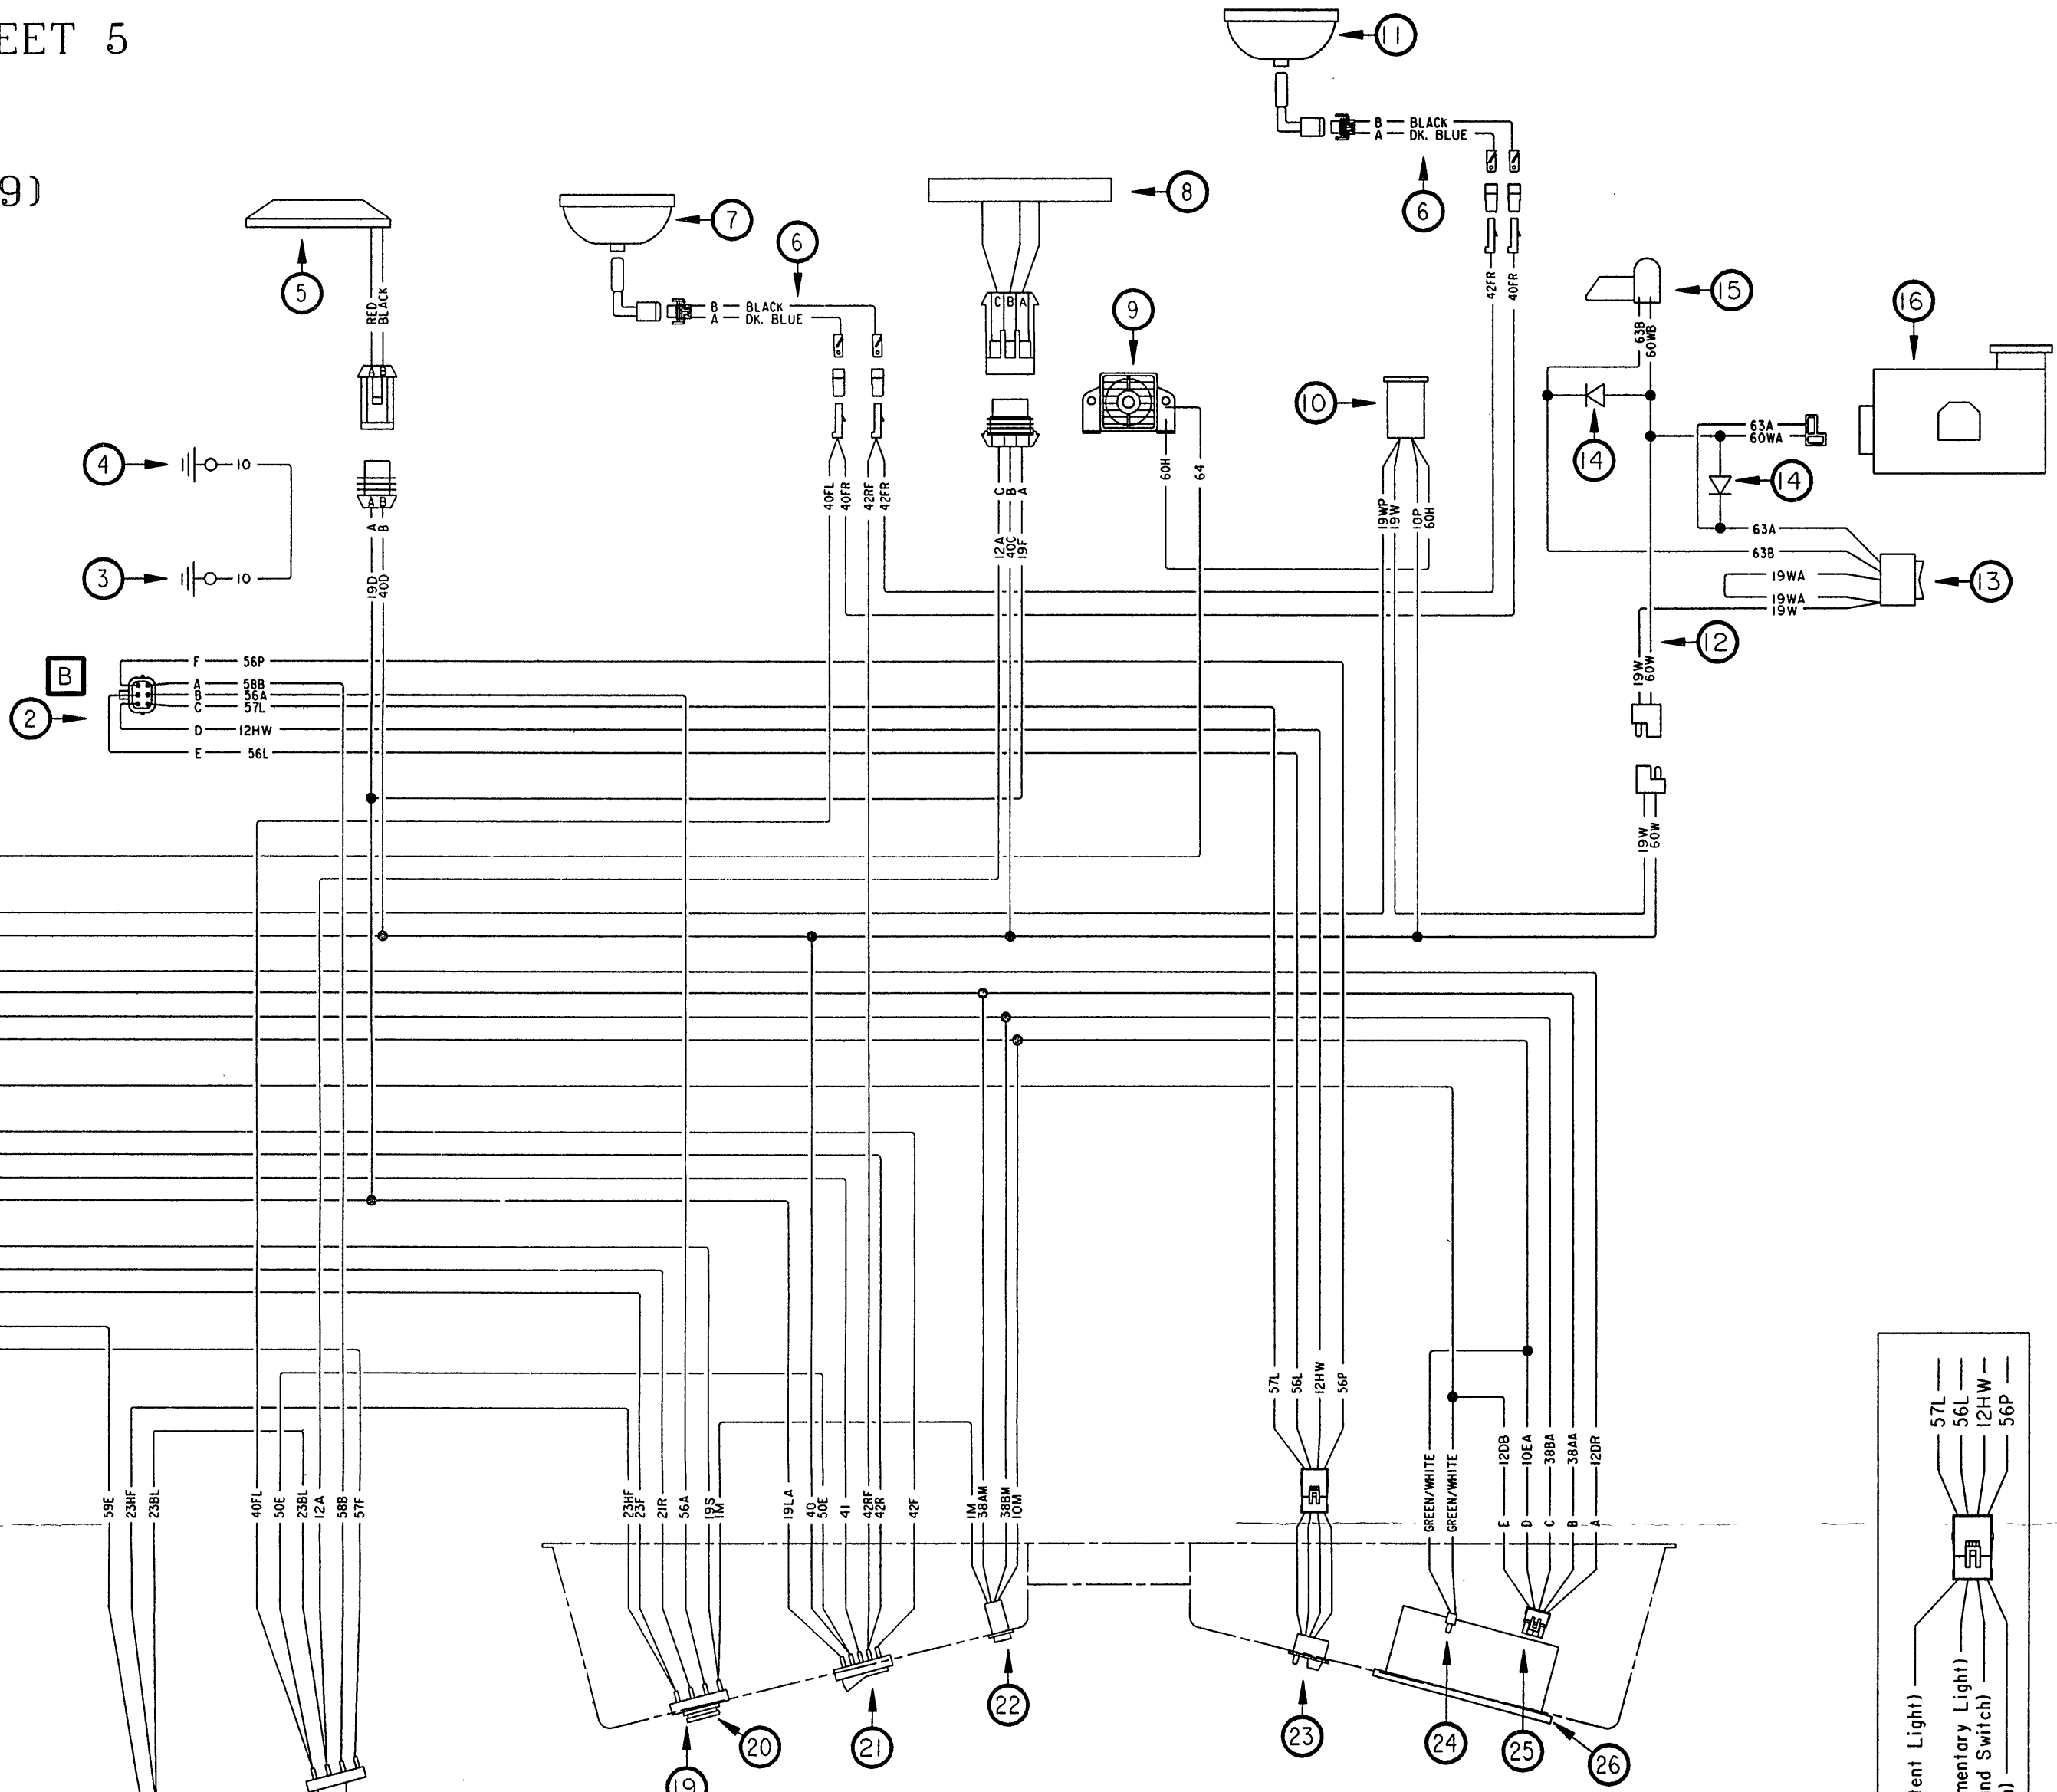 EET 5
9)
11
B BLACK
A DK. BLUE
6
8
7
6
5
RED
BLACK
C B A
B BLACK
A DK. BLUE
9
42FR
40FR
15
16
63B
60WB
10
14
63A
60WA
14
A B
4
10
A B
A
B
40FL
40FR
42RF
42FR
C
B
A
60H
64
19WP
19W
10P
60H
12A
40C
19F
63A
63B
19WA
19WA
19W
13
3
10
19D
40D
12
19W
60W
B
2
F 56P
A 58B
B 56A
C 57L
D 12HW
E 56L
19W
60W
57L
56L
12HW
56P
57L
56L
12HW
56P
GREEN/WHITE
GREEN/WHITE
12DB
10EA
38BA
38AA
12DR
E
D
C
B
A
59E
23HF
23BL
40FL
50E
23BL
12A
58B
57F
23HF
23F
21R
56A
19S
1M
19LA
40
50E
41
42RF
42R
42F
1M
38AM
38BM
10M
19
20
21
22
23
24
25
26
tent Light)
mentary Light)
nd Switch)